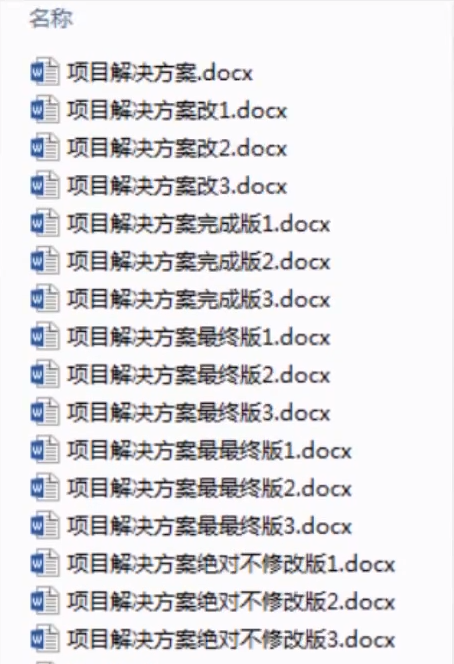 名称
项目解决方案.docx
项目解决方案改1.docx
项目解决方案改2.docx
项目解决方案改3.docx
项目解决方案完成版1.docx
项目解决方案完成版2.docx
项目解决方案完成版3.docx
项目解决方案最终版1.docx
项目解决方案最终版2.docx
项目解决方案最终版3.docx
项目解决方案最最终版1.docx
项目解决方案最最终版2.docx
项目解决方案最最终版3.docx
项目解决方案绝对不修改版1.docx
项目解决方案绝对不修改版2.docx
项目解决方案绝对不修改版3.docx